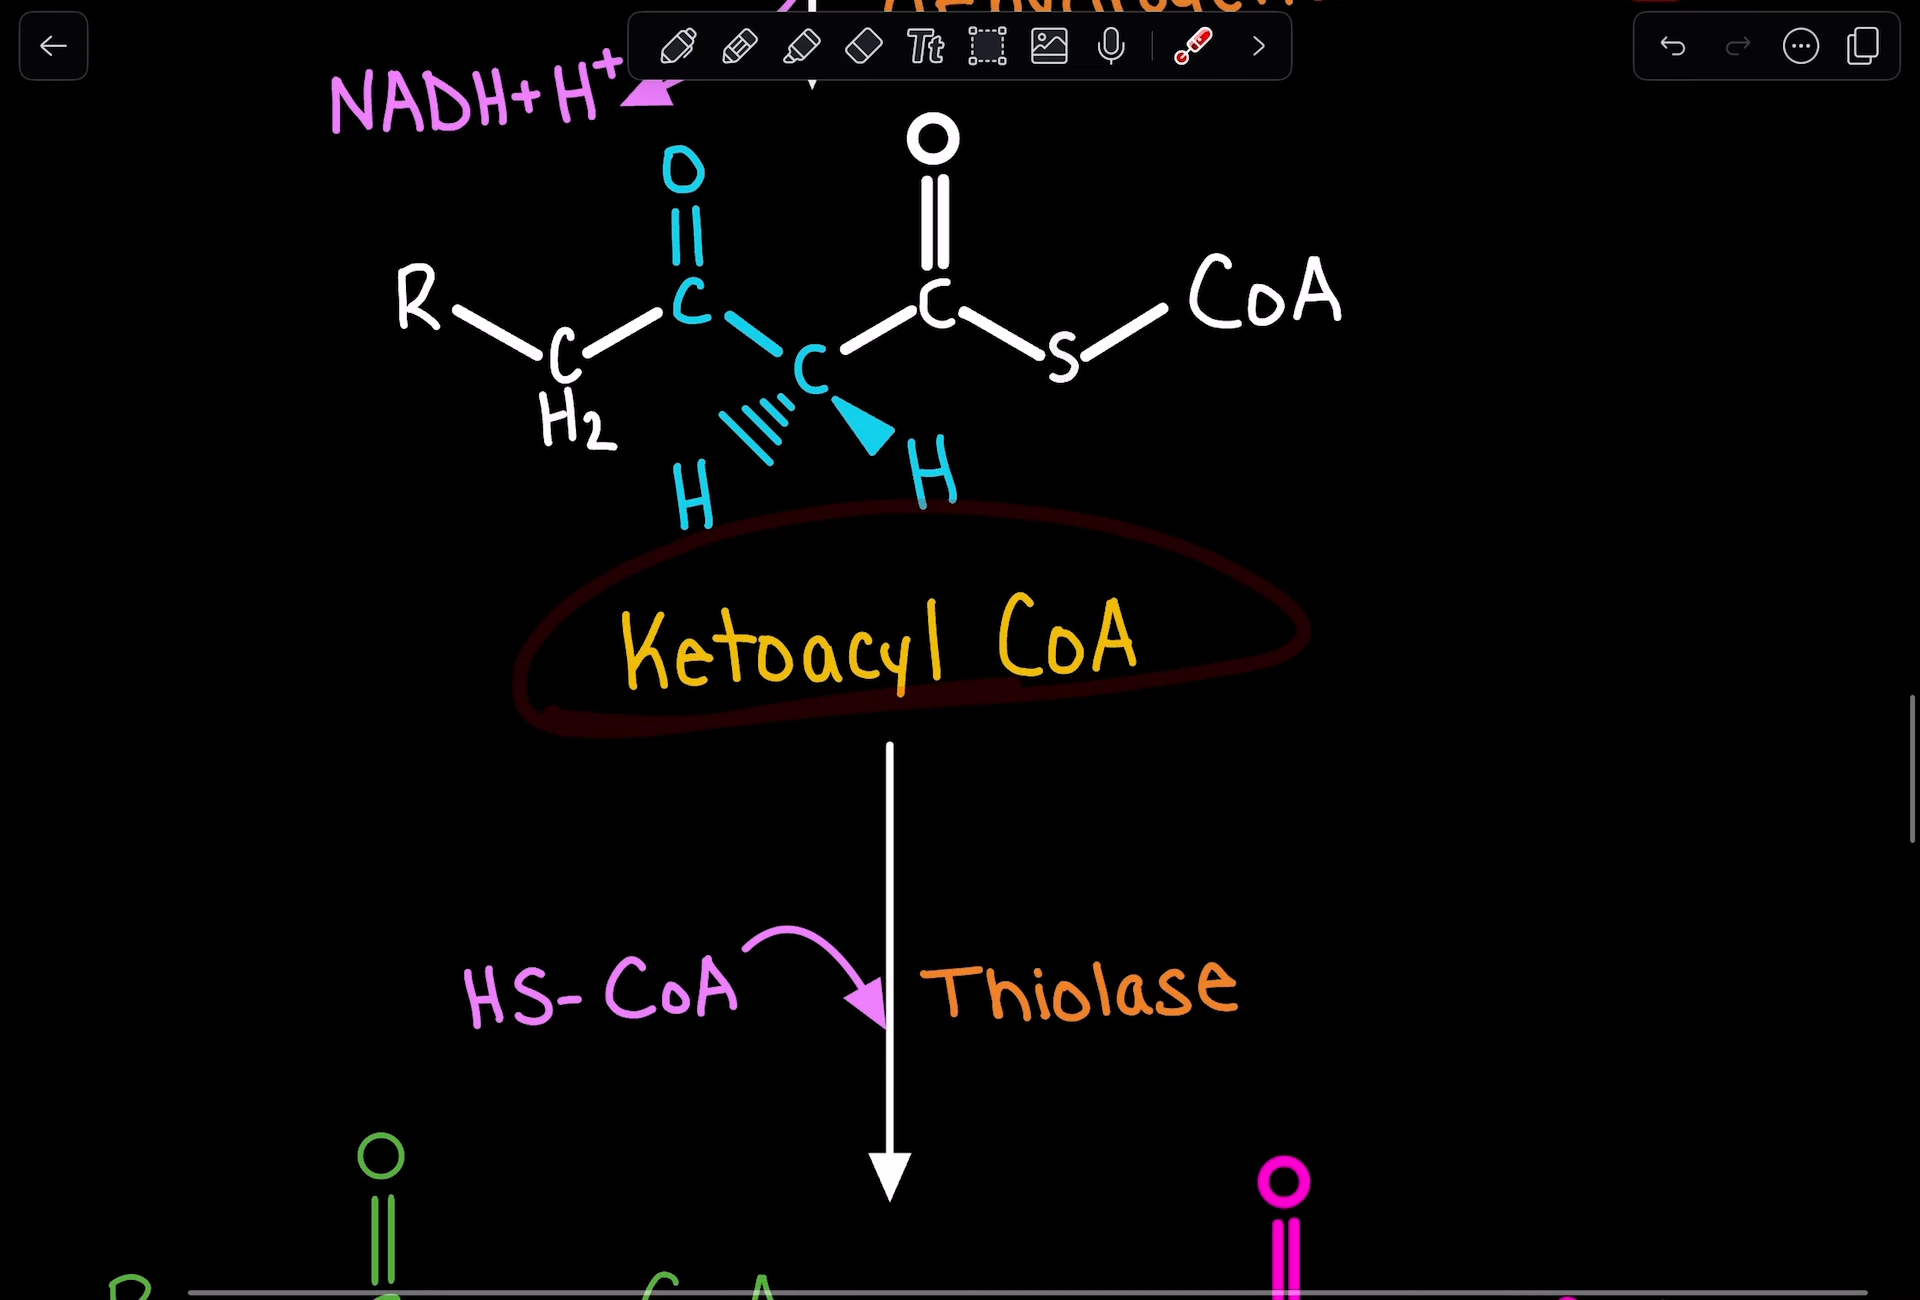 NADH+H⁺
O
O
R
C
C
C
S
CoA
C
H₂
H
H
Ketoacyl CoA
HS-CoA
Thiolase
O
O